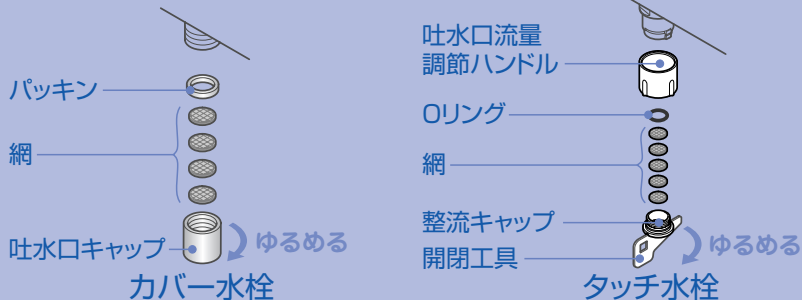 パッキン
網
吐水口キャップ
ゆるめる
カバー水栓
吐水口流量
調節ハンドル
Oリング
網
整流キャップ
開閉工具
ゆるめる
タッチ水栓